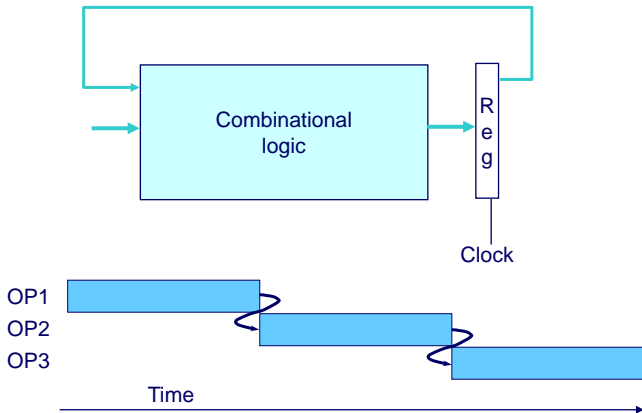 Combinational
logic
R
e
g
Clock
OP1
OP2
OP3
Time